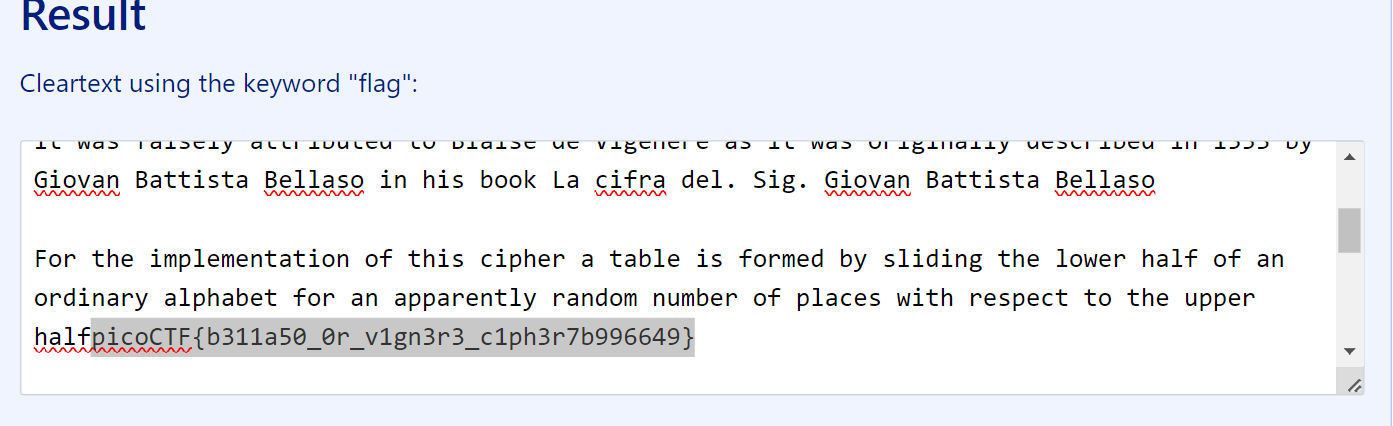 Result
Cleartext using the keyword "flag":
it was falsely attributed to Blaise de Vigenère as it was originally described in 1553 by
Giovan Battista Bellaso in his book La cifra del. Sig. Giovan Battista Bellaso
For the implementation of this cipher a table is formed by sliding the lower half of an
ordinary alphabet for an apparently random number of places with respect to the upper
halfpicoCTF{b311a50_0r_v1gn3r3_c1ph3r7b996649}